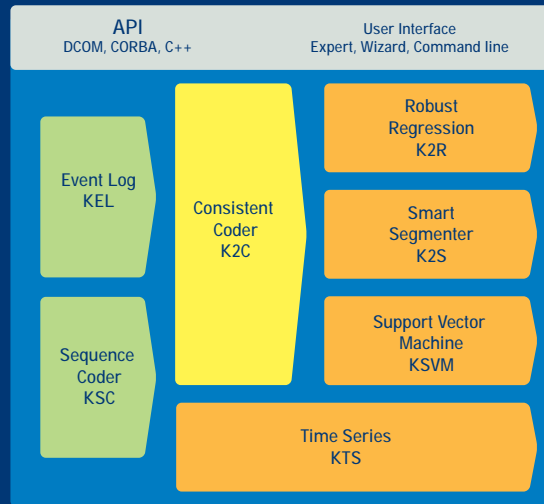 API
DCOM, CORBA, C++
User Interface
Expert, Wizard, Command line
Event Log
KEL
Sequence
Coder
KSC
Consistent
Coder
K2C
Robust
Regression
K2R
Smart
Segmenter
K2S
Support Vector
Machine
KSVM
Time Series
KTS